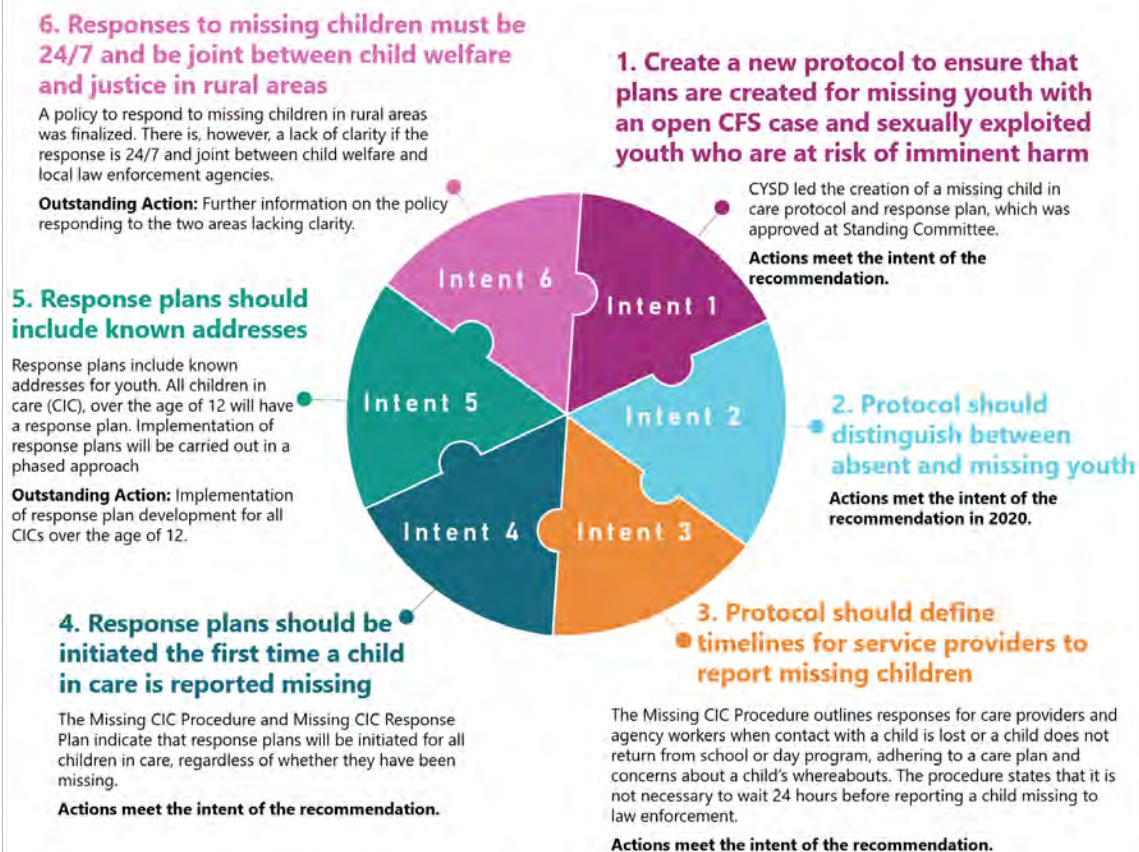 6. Responses to missing children must be
24/7 and be joint between child welfare
and justice in rural areas
A policy to respond to missing children in rural areas
was finalized. There is, however, a lack of clarity if the
response is 24/7 and joint between child welfare and
local law enforcement agencies.
Outstanding Action: Further information on the policy
responding to the two areas lacking clarity.
1. Create a new protocol to ensure that
plans are created for missing youth with
an open CFS case and sexually exploited
youth who are at risk of imminent harm
CYSD led the creation of a missing child in
care protocol and response plan, which was
approved at Standing Committee.
Actions meet the intent of the
recommendation.
Intent 6
Intent 1
5. Response plans should
include known addresses
Response plans include known
addresses for youth. All children in
care (CIC), over the age of 12 will have
a response plan. Implementation of
response plans will be carried out in a
phased approach
Outstanding Action: Implementation
of response plan development for all
CICs over the age of 12.
Intent 5
Intent 2
2. Protocol should
distinguish between
absent and missing youth
Actions met the intent of the
recommendation in 2020.
Intent 4
Intent 3
4. Response plans should be
initiated the first time a child
in care is reported missing
The Missing CIC Procedure and Missing CIC Response
Plan indicate that response plans will be initiated for all
children in care, regardless of whether they have been
missing.
Actions meet the intent of the recommendation.
3. Protocol should define
timelines for service providers to
report missing children
The Missing CIC Procedure outlines responses for care providers and
agency workers when contact with a child is lost or a child does not
return from school or day program, adhering to a care plan and
concerns about a child's whereabouts. The procedure states that it is
not necessary to wait 24 hours before reporting a child missing to
law enforcement.
Actions meet the intent of the recommendation.